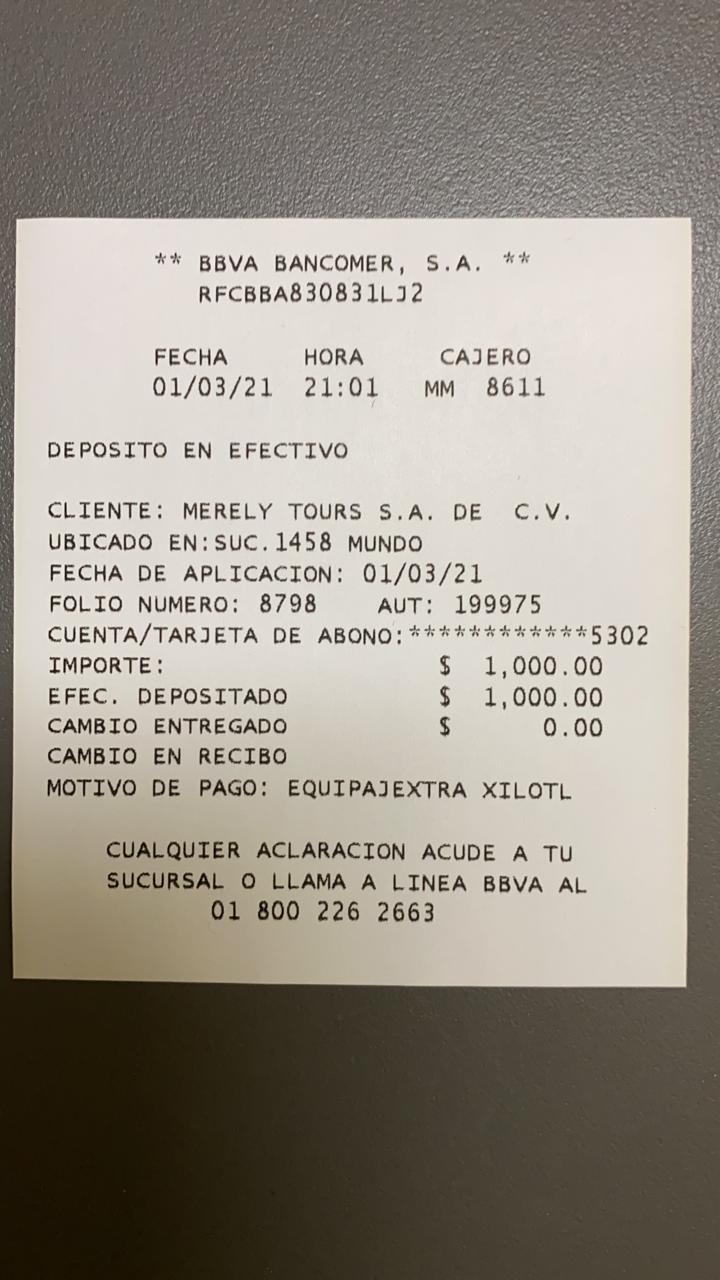 ** BBVA BANCOMER, S.A. **
RFCBBA830831LJ2
FECHA HORA CAJERO
01/03/21 21:01 MM 8611
DEPOSITO EN EFECTIVO
CLIENTE: MERELY TOURS S.A. DE C.V.
UBICADO EN:SUC.1458 MUNDO
FECHA DE APLICACION: 01/03/21
FOLIO NUMERO: 8798 AUT: 199975
CUENTA/TARJETA DE ABONO:************5302
IMPORTE: $ 1,000.00
EFEC. DEPOSITADO $ 1,000.00
CAMBIO ENTREGADO $ 0.00
CAMBIO EN RECIBO
MOTIVO DE PAGO: EQUIPAJEXTRA XILOTL
CUALQUIER ACLARACION ACUDE A TU
SUCURSAL O LLAMA A LINEA BBVA AL
01 800 226 2663